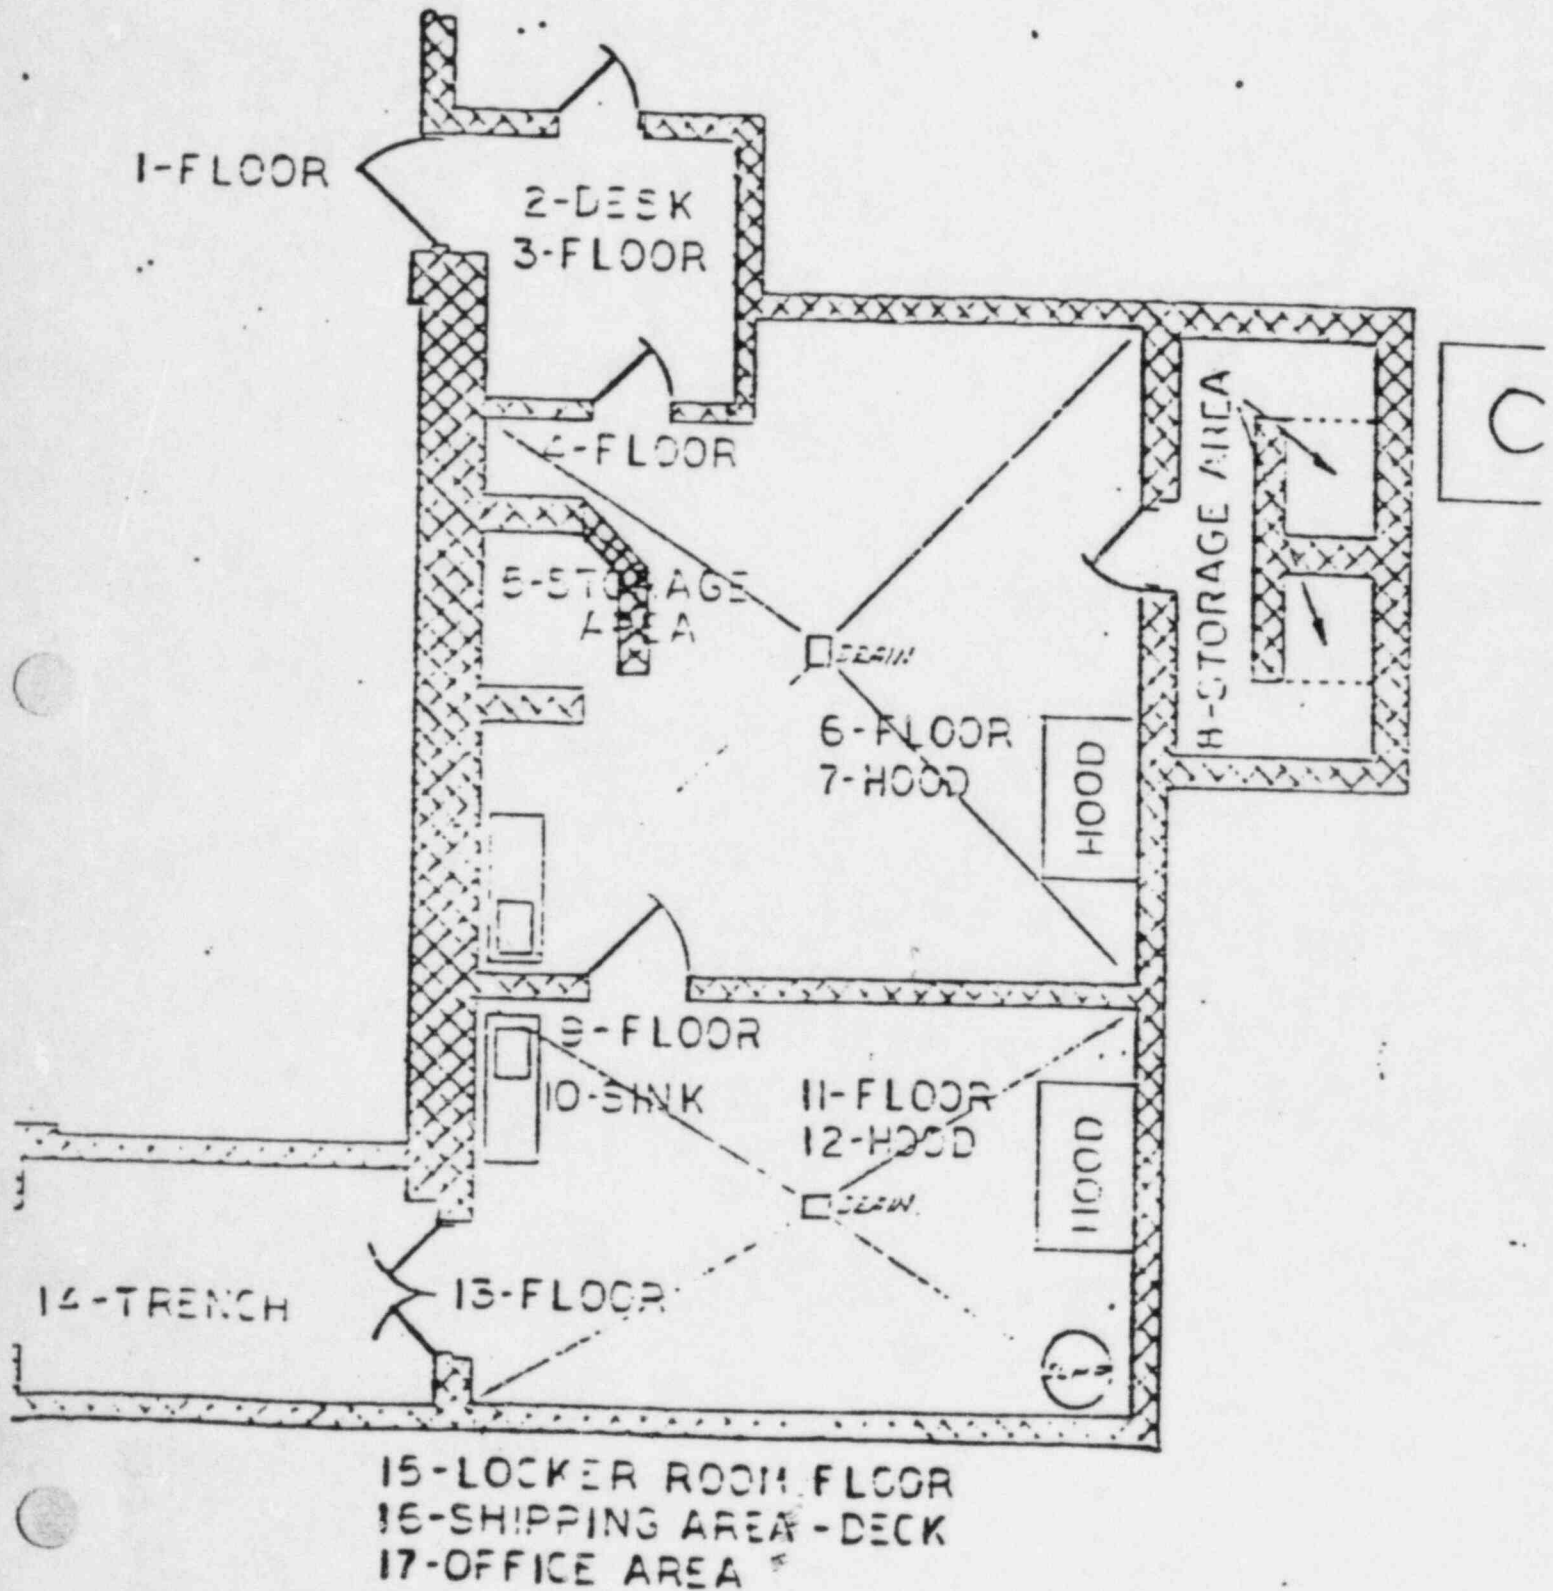 1-FLOOR
2-DESK
3-FLOOR
4-FLOOR
5-STORAGE
AREA
8-STORAGE AREA
DRAIN
6-FLOOR
7-HOOD
HOOD
9-FLOOR
10-SINK
11-FLOOR
12-HOOD
HOOD
DRAIN
14-TRENCH
13-FLOOR
SUMP
15-LOCKER ROOM FLOOR
16-SHIPPING AREA-DECK
17-OFFICE AREA